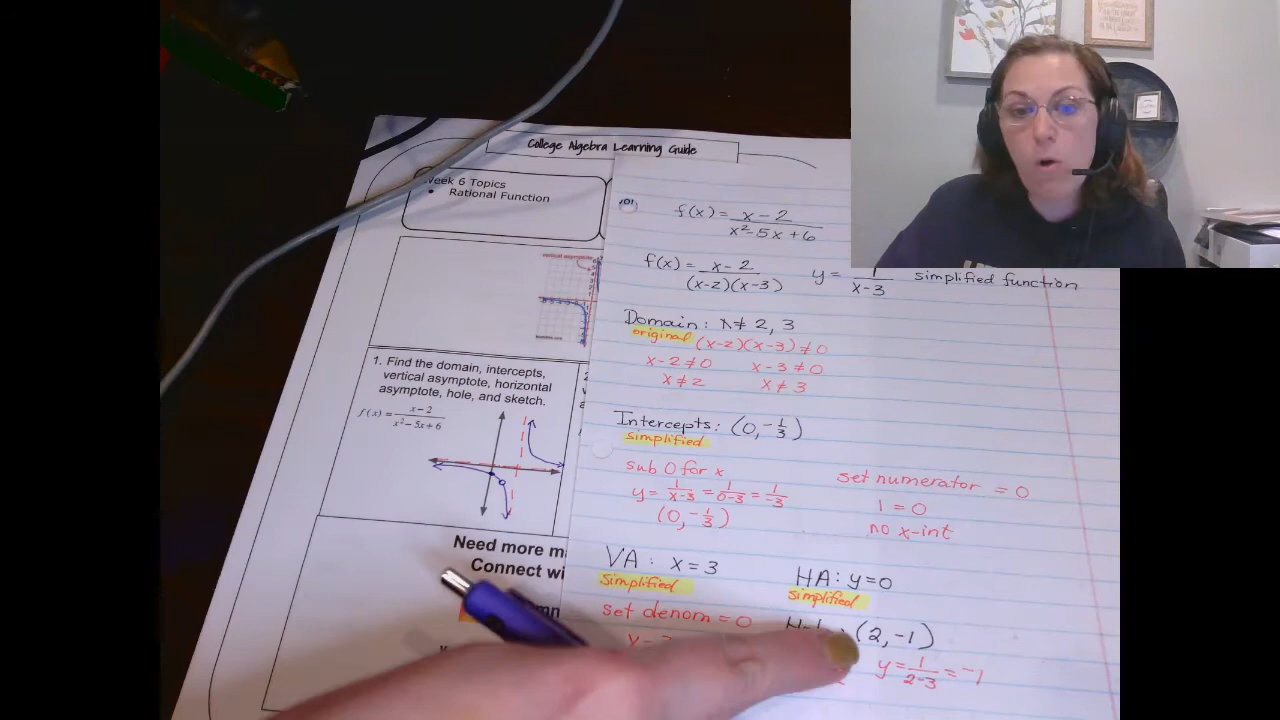 College Algebra Learning Guide
Week 6 Topics
• Rational Function
vertical asymptote
1. Find the domain, intercepts,
vertical asymptote, horizontal
asymptote, hole, and sketch.
f(x) = x-2 / x²-5x+6
Need more m
Connect wi
f(x) = x-2 / x²-5x+6
f(x) = x-2 / (x-2)(x-3) y = 1 / x-3 simplified function
Domain: x ≠ 2, 3
original (x-2)(x-3) ≠ 0
x-2 ≠ 0 x-3 ≠ 0
x ≠ 2 x ≠ 3
Intercepts: (0, -1/3)
simplified
sub 0 for x
y = 1/x-3 = 1/0-3 = 1/-3
(0, -1/3)
set numerator = 0
1 = 0
no x-int
VA: x = 3
simplified
set denom = 0
HA: y=0
simplified
(2, -1)
y = 1/2-3 = -1